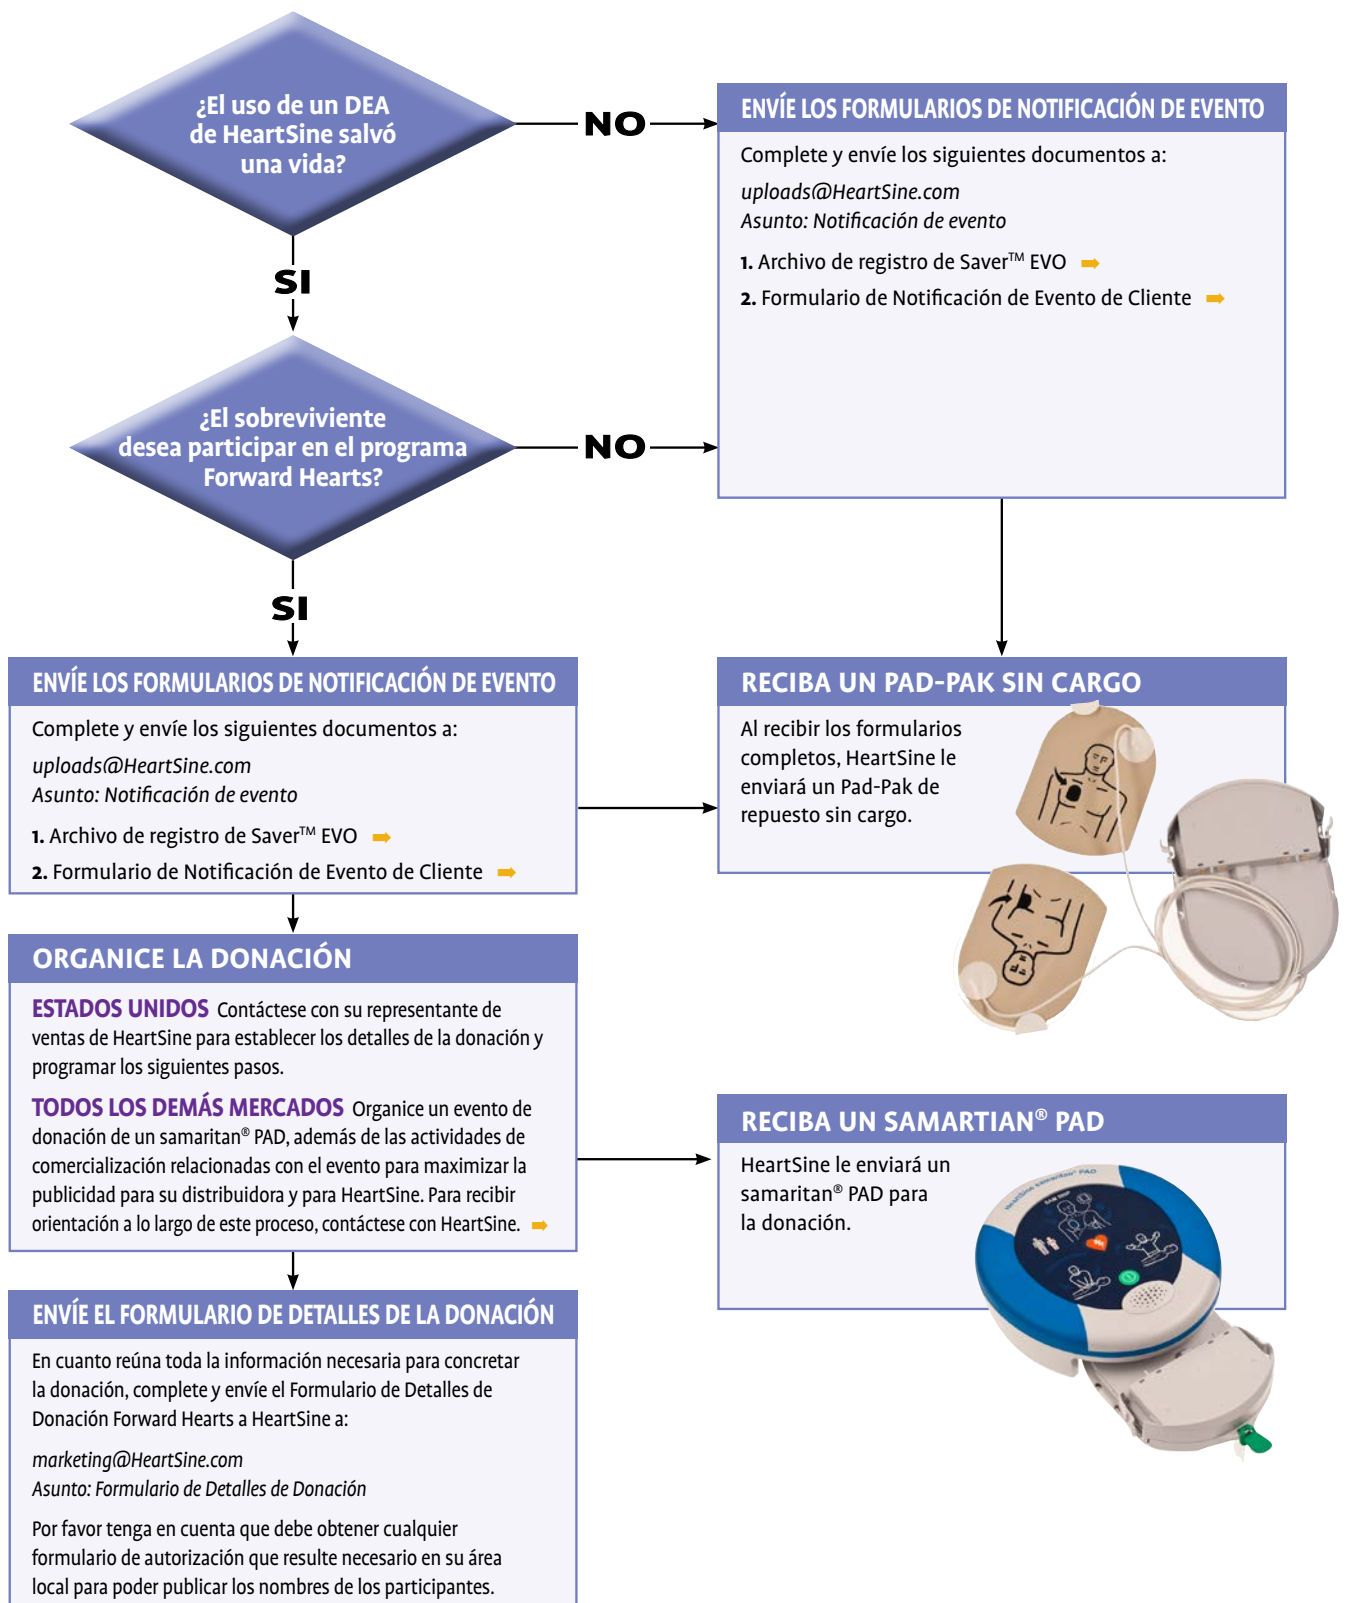 ¿El uso de un DEA
de HeartSine salvó
una vida?
NO
SI
ENVÍE LOS FORMULARIOS DE NOTIFICACIÓN DE EVENTO
Complete y envíe los siguientes documentos a:
uploads@HeartSine.com
Asunto: Notificación de evento
1. Archivo de registro de Saver™ EVO
2. Formulario de Notificación de Evento de Cliente
¿El sobreviviente
desea participar en el programa
Forward Hearts?
NO
SI
ENVÍE LOS FORMULARIOS DE NOTIFICACIÓN DE EVENTO
Complete y envíe los siguientes documentos a:
uploads@HeartSine.com
Asunto: Notificación de evento
1. Archivo de registro de Saver™ EVO
2. Formulario de Notificación de Evento de Cliente
RECIBA UN PAD-PAK SIN CARGO
Al recibir los formularios
completos, HeartSine le
enviará un Pad-Pak de
repuesto sin cargo.
ORGANICE LA DONACIÓN
ESTADOS UNIDOS Contáctese con su representante de
ventas de HeartSine para establecer los detalles de la donación y
programar los siguientes pasos.
TODOS LOS DEMÁS MERCADOS Organice un evento de
donación de un samaritan® PAD, además de las actividades de
comercialización relacionadas con el evento para maximizar la
publicidad para su distribuidora y para HeartSine. Para recibir
orientación a lo largo de este proceso, contáctese con HeartSine.
RECIBA UN SAMARTIAN® PAD
HeartSine le enviará un
samaritan® PAD para
la donación.
HeartSine samaritan® PAD
ENVÍE EL FORMULARIO DE DETALLES DE LA DONACIÓN
En cuanto reúna toda la información necesaria para concretar
la donación, complete y envíe el Formulario de Detalles de
Donación Forward Hearts a HeartSine a:
marketing@HeartSine.com
Asunto: Formulario de Detalles de Donación
Por favor tenga en cuenta que debe obtener cualquier
formulario de autorización que resulte necesario en su área
local para poder publicar los nombres de los participantes.